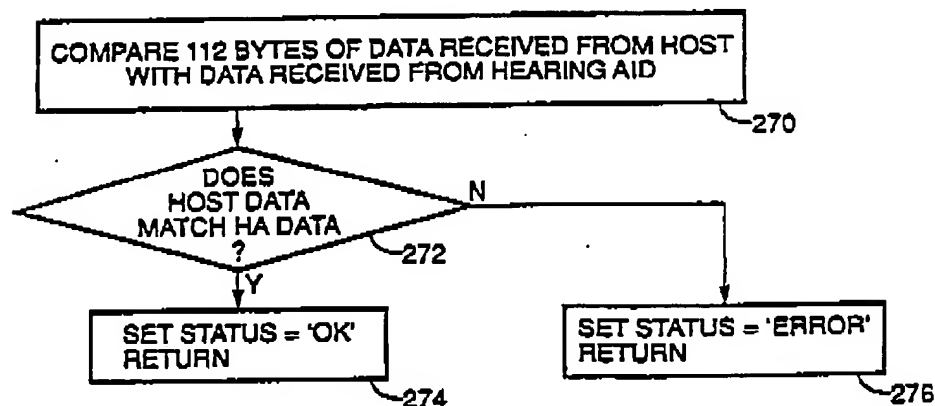 COMPARE 112 BYTES OF DATA RECEIVED FROM HOST
WITH DATA RECEIVED FROM HEARING AID
270
DOES
HOST DATA
MATCH HA DATA
?
N
272
Y
SET STATUS = 'OK'
RETURN
274
SET STATUS = 'ERROR'
RETURN
276